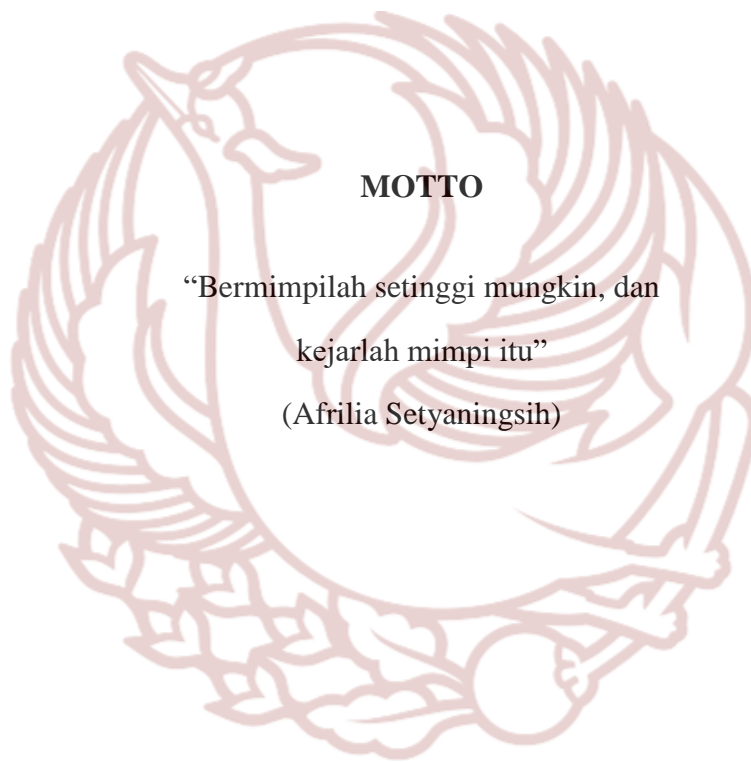 MOTTO
“Bermimpilah setinggi mungkin, dan
kejarlah mimpi itu”
(Afrilia Setyaningsih)